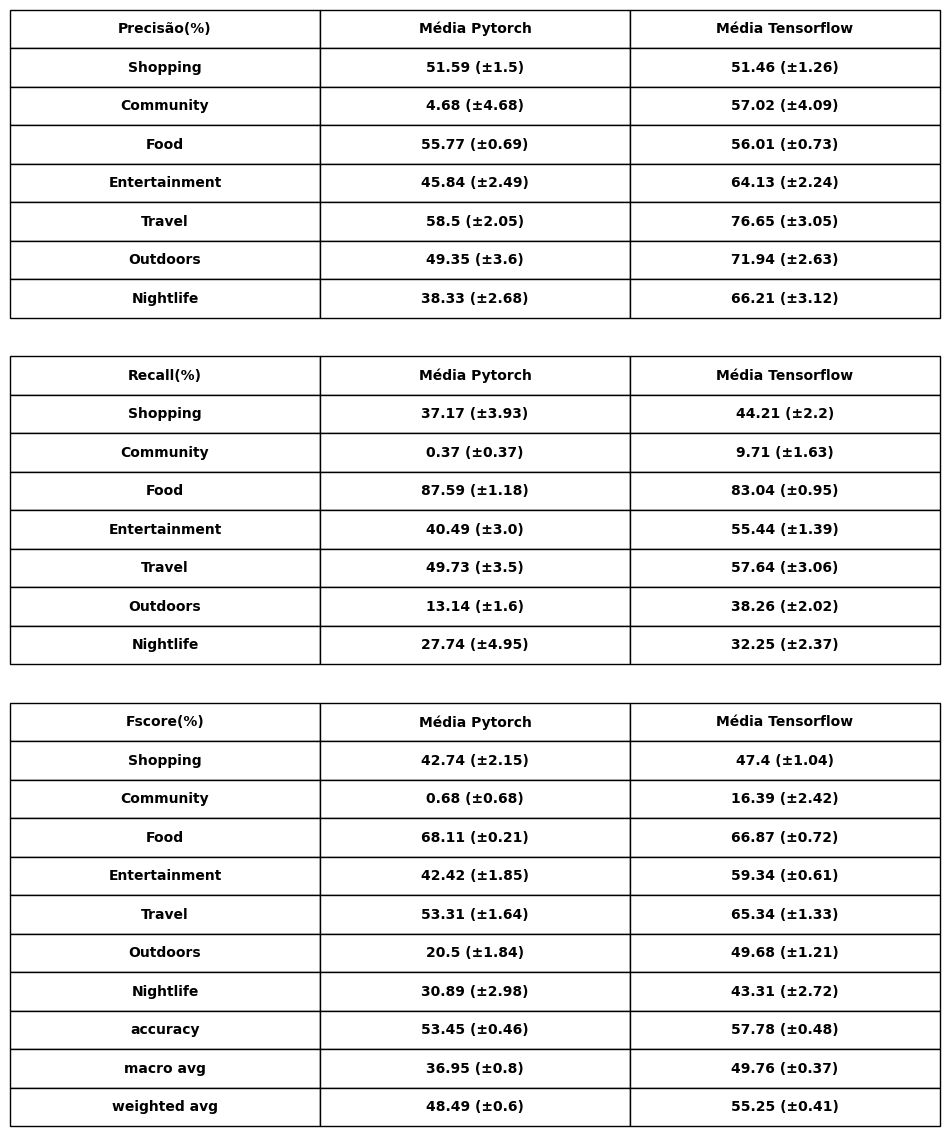 Precisão(%) Média Pytorch Média Tensorflow
Shopping 51.59 (±1.5) 51.46 (±1.26)
Community 4.68 (±4.68) 57.02 (±4.09)
Food 55.77 (±0.69) 56.01 (±0.73)
Entertainment 45.84 (±2.49) 64.13 (±2.24)
Travel 58.5 (±2.05) 76.65 (±3.05)
Outdoors 49.35 (±3.6) 71.94 (±2.63)
Nightlife 38.33 (±2.68) 66.21 (±3.12)
Recall(%) Média Pytorch Média Tensorflow
Shopping 37.17 (±3.93) 44.21 (±2.2)
Community 0.37 (±0.37) 9.71 (±1.63)
Food 87.59 (±1.18) 83.04 (±0.95)
Entertainment 40.49 (±3.0) 55.44 (±1.39)
Travel 49.73 (±3.5) 57.64 (±3.06)
Outdoors 13.14 (±1.6) 38.26 (±2.02)
Nightlife 27.74 (±4.95) 32.25 (±2.37)
Fscore(%) Média Pytorch Média Tensorflow
Shopping 42.74 (±2.15) 47.4 (±1.04)
Community 0.68 (±0.68) 16.39 (±2.42)
Food 68.11 (±0.21) 66.87 (±0.72)
Entertainment 42.42 (±1.85) 59.34 (±0.61)
Travel 53.31 (±1.64) 65.34 (±1.33)
Outdoors 20.5 (±1.84) 49.68 (±1.21)
Nightlife 30.89 (±2.98) 43.31 (±2.72)
accuracy 53.45 (±0.46) 57.78 (±0.48)
macro avg 36.95 (±0.8) 49.76 (±0.37)
weighted avg 48.49 (±0.6) 55.25 (±0.41)